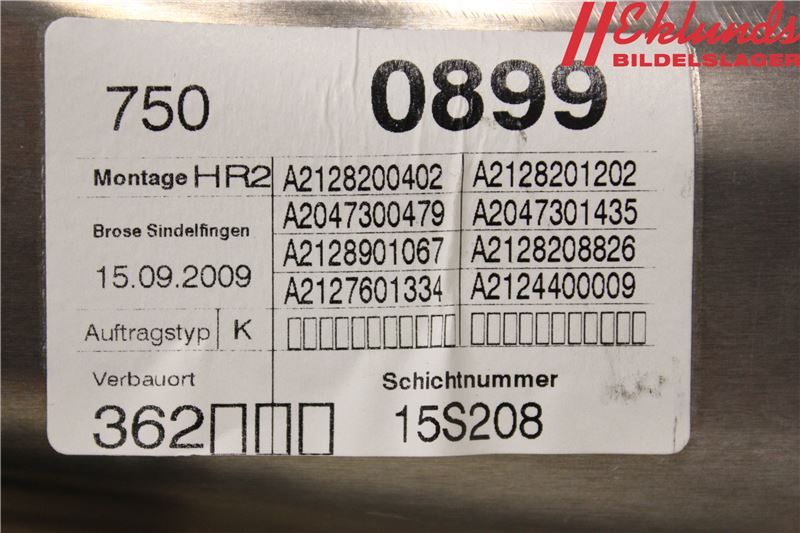 Eklunds
BILDELSLAGER
750 0899
Montage HR2 A2128200402 A2128201202
A2047300479 A2047301435
Brose Sindelfingen
A2128901067 A2128208826
15.09.2009
A2127601334 A2124400009
Auftragstyp K
Verbauort Schichtnummer
362 15S208